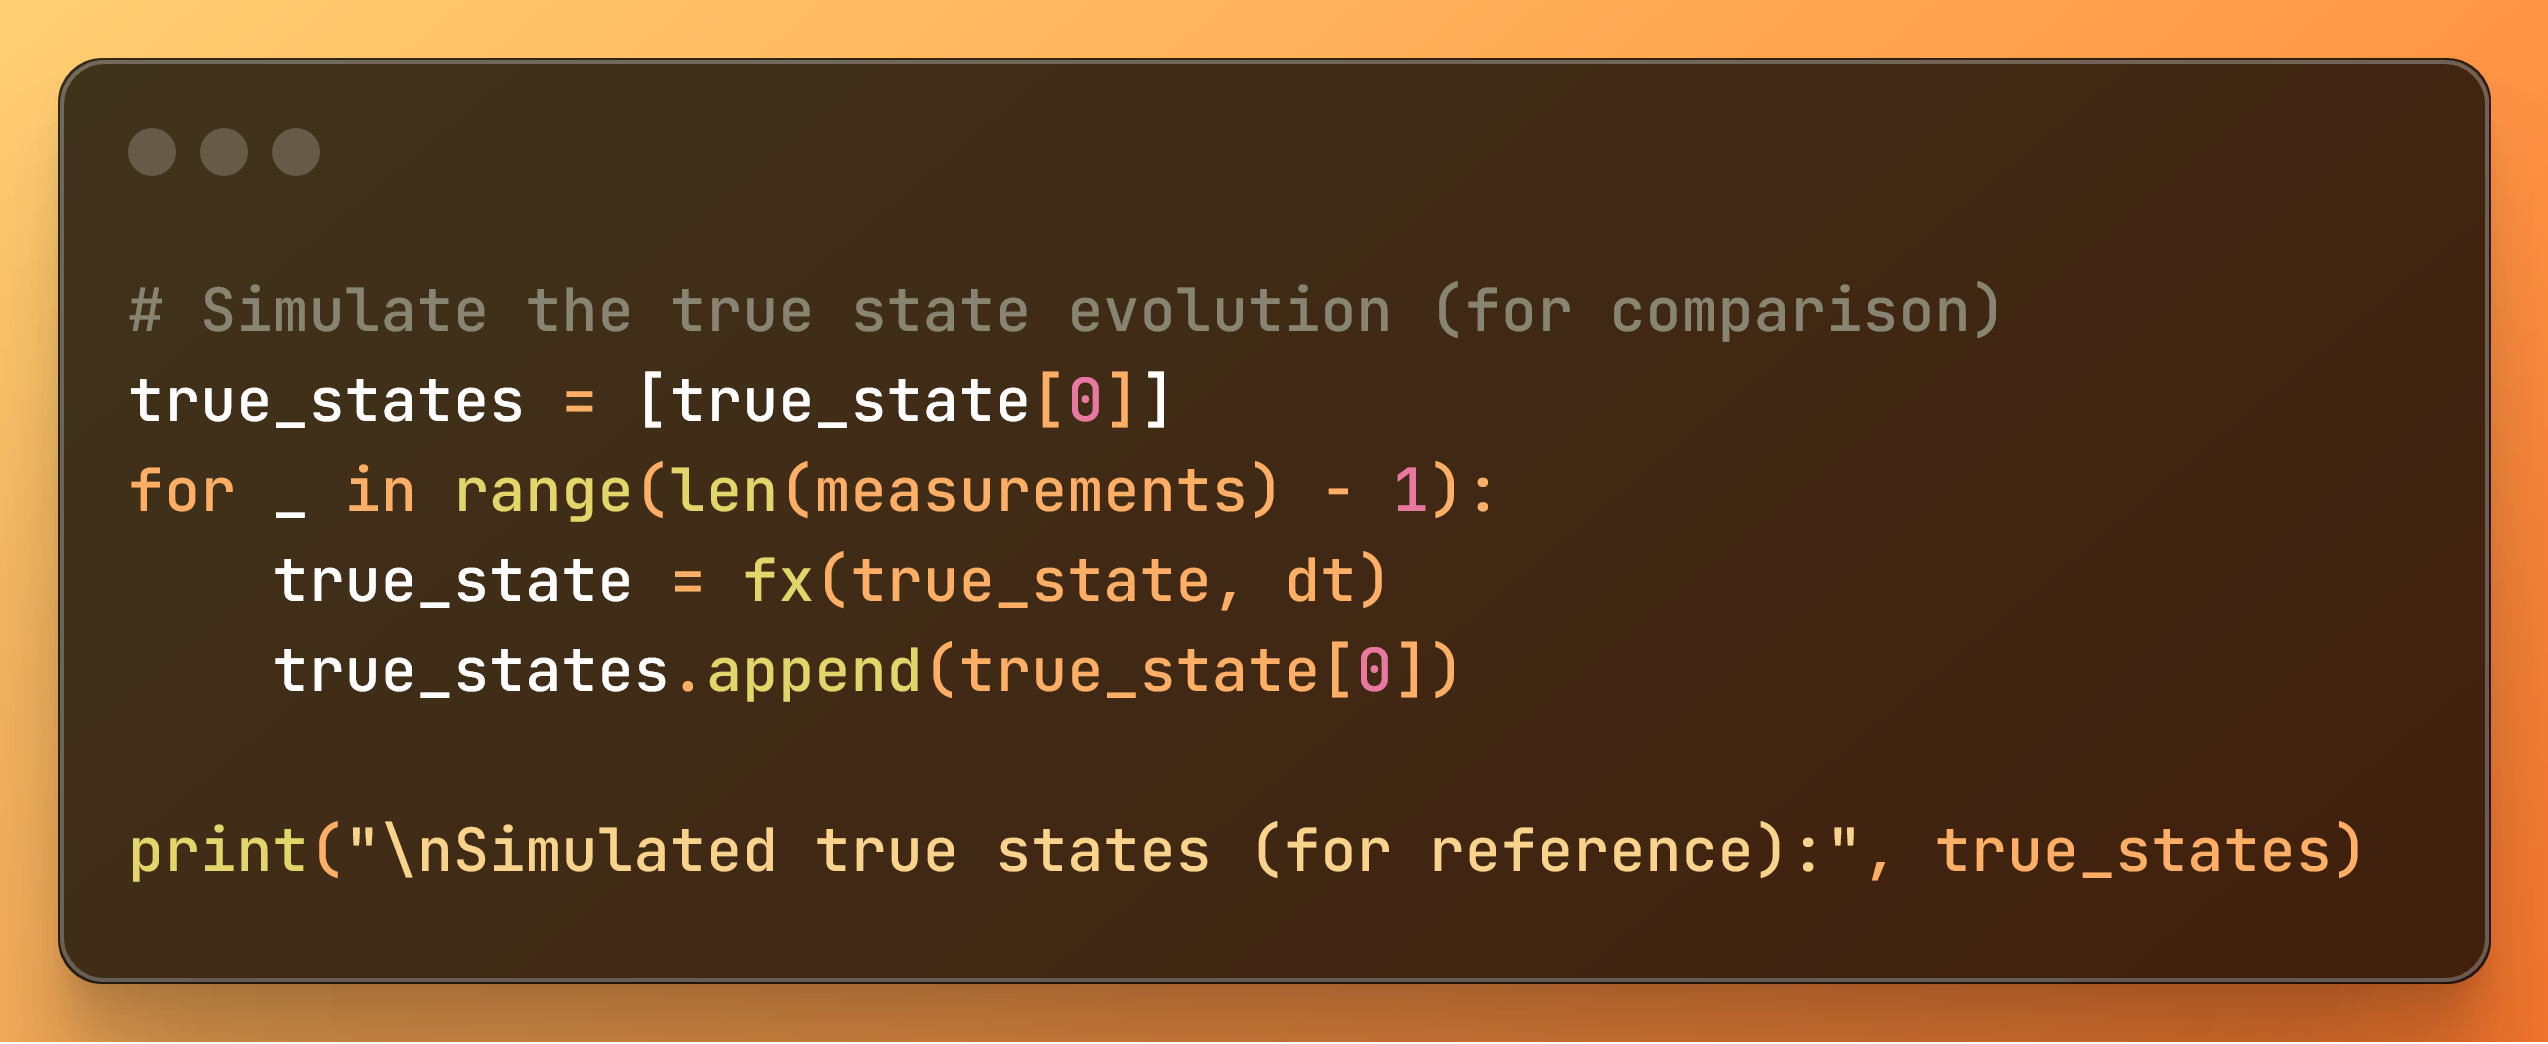 # Simulate the true state evolution (for comparison)
true_states = [true_state[0]]
for _ in range(len(measurements) - 1):
    true_state = fx(true_state, dt)
    true_states.append(true_state[0])

print("\nSimulated true states (for reference):", true_states)